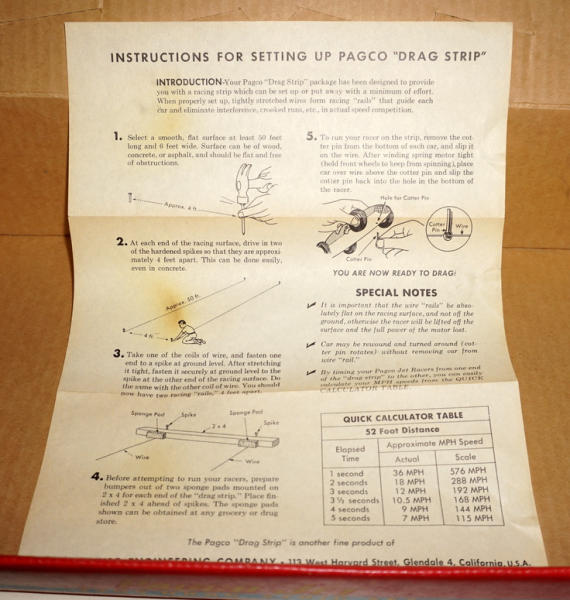 INSTRUCTIONS FOR SETTING UP PAGCO "DRAG STRIP"
INTRODUCTION-Your Pagco "Drag Strip" package has been designed to provide
you with a racing strip which can be set up or put away with a minimum of effort.
When properly set up, tightly stretched wires form racing "rails" that guide each
car and eliminate interference, crooked runs, etc., in actual speed competition.
1. Select a smooth, flat surface at least 50 feet
long and 6 feet wide. Surface can be of wood,
concrete, or asphalt, and should be flat and free
of obstructions.
Approx. 4 ft.
2. At each end of the racing surface, drive in two
of the hardened spikes so that they are approxi-
mately 4 feet apart. This can be done easily,
even in concrete.
Approx. 50 ft.
4 ft.
3. Take one of the coils of wire, and fasten one
end to a spike at ground level. After stretching
it tight, fasten it securely at ground level to the
spike at the other end of the racing surface. Do
the same with the other coil of wire. You should
now have two racing "rails," 4 feet apart.
Sponge Pad
Spike
Sponge Pad
Spike
2 x 4
Wire
Wire
4. Before attempting to run your racers, prepare
bumpers out of two sponge pads mounted on
2 x 4 for each end of the "drag strip." Place fin-
ished 2 x 4 ahead of spikes. The sponge pads
shown can be obtained at any grocery or drug
store.
5. To run your racer on the strip, remove the cot-
ter pin from the bottom of each car, and slip it
on the wire. After winding spring motor tight
(hold front wheels to keep from spinning), place
car over wire above the cotter pin and slip the
cotter pin back into the hole in the bottom of
the racer.
Hole for Cotter Pin
Cotter Pin
Cotter
Pin
Wire
YOU ARE NOW READY TO DRAG!
SPECIAL NOTES
It is important that the wire "rails" be abso-
lutely flat on the racing surface, and not off the
ground, otherwise the racer will be lifted off the
surface and the full power of the motor lost.
Car may be rewound and turned around (cot-
ter pin rotates) without removing car from
wire "rail."
By timing your Pagco Jet Racers from one end
of the "drag strip" to the other, you can easily
calculate your MPH speeds from the QUICK
CALCULATOR TABLE
QUICK CALCULATOR TABLE
52 Foot Distance
Elapsed Time
Approximate MPH Speed
Actual Scale
1 second 36 MPH 576 MPH
2 seconds 18 MPH 288 MPH
3 seconds 12 MPH 192 MPH
3 ½ seconds 10.5 MPH 168 MPH
4 seconds 9 MPH 144 MPH
5 seconds 7 MPH 115 MPH
The Pagco "Drag Strip" is another fine product of
ENGINEERING COMPANY • 113 West Harvard Street, Glendale 4, California, U.S.A.